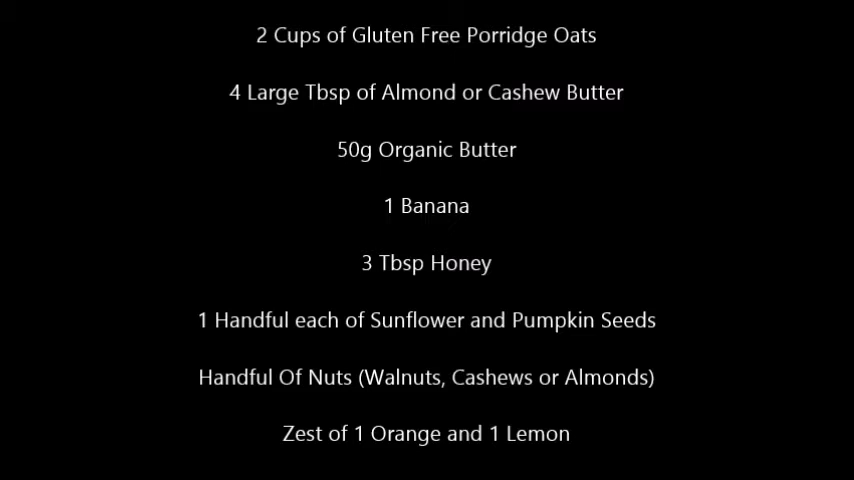 2 Cups of Gluten Free Porridge Oats
4 Large Tbsp of Almond or Cashew Butter
50g Organic Butter
1 Banana
3 Tbsp Honey
1 Handful each of Sunflower and Pumpkin Seeds
Handful Of Nuts (Walnuts, Cashews or Almonds)
Zest of 1 Orange and 1 Lemon